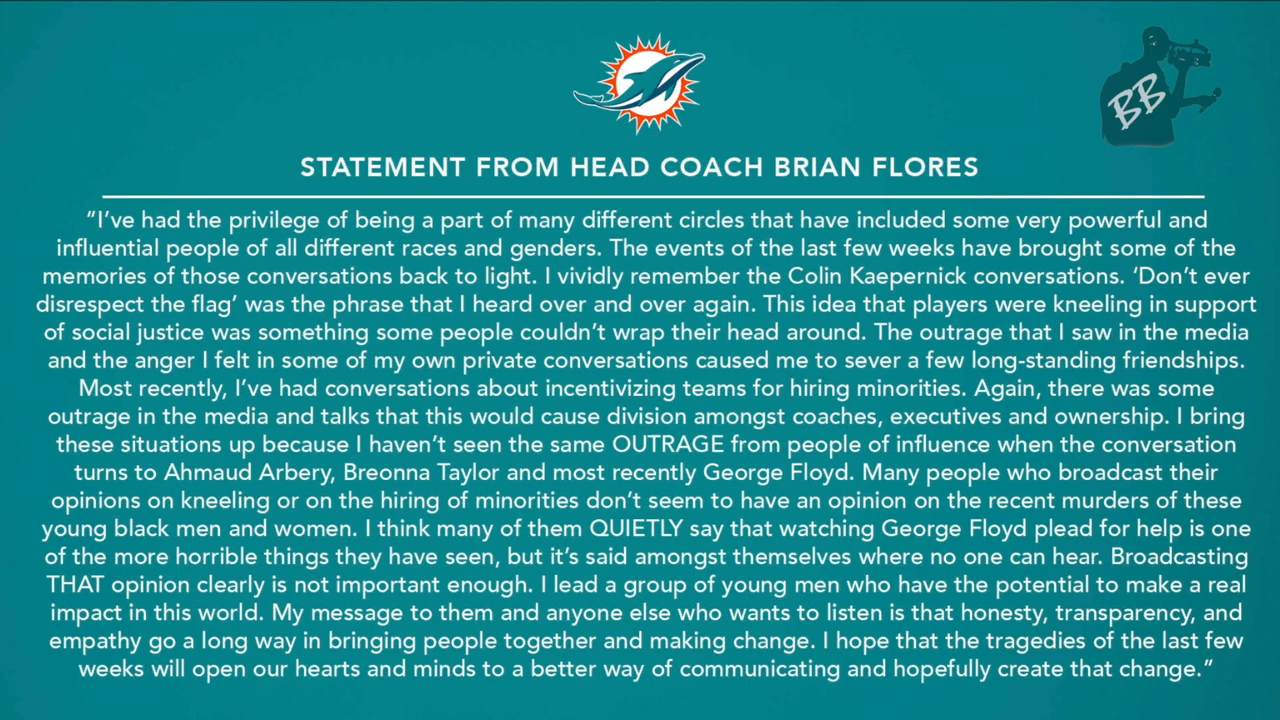 BB
STATEMENT FROM HEAD COACH BRIAN FLORES
“I’ve had the privilege of being a part of many different circles that have included some very powerful and
influential people of all different races and genders. The events of the last few weeks have brought some of the
memories of those conversations back to light. I vividly remember the Colin Kaepernick conversations. ‘Don’t ever
disrespect the flag’ was the phrase that I heard over and over again. This idea that players were kneeling in support
of social justice was something some people couldn’t wrap their head around. The outrage that I saw in the media
and the anger I felt in some of my own private conversations caused me to sever a few long-standing friendships.
Most recently, I’ve had conversations about incentivizing teams for hiring minorities. Again, there was some
outrage in the media and talks that this would cause division amongst coaches, executives and ownership. I bring
these situations up because I haven’t seen the same OUTRAGE from people of influence when the conversation
turns to Ahmaud Arbery, Breonna Taylor and most recently George Floyd. Many people who broadcast their
opinions on kneeling or on the hiring of minorities don’t seem to have an opinion on the recent murders of these
young black men and women. I think many of them QUIETLY say that watching George Floyd plead for help is one
of the more horrible things they have seen, but it’s said amongst themselves where no one can hear. Broadcasting
THAT opinion clearly is not important enough. I lead a group of young men who have the potential to make a real
impact in this world. My message to them and anyone else who wants to listen is that honesty, transparency, and
empathy go a long way in bringing people together and making change. I hope that the tragedies of the last few
weeks will open our hearts and minds to a better way of communicating and hopefully create that change.”